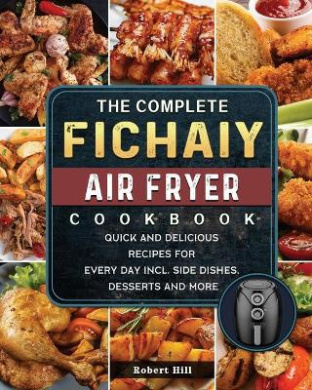 THE COMPLETE
FICHAIY
AIR FRYER
COOKBOOK
QUICK AND DELICIOUS
RECIPES FOR
EVERY DAY INCL. SIDE DISHES,
DESSERTS AND MORE
Robert Hill